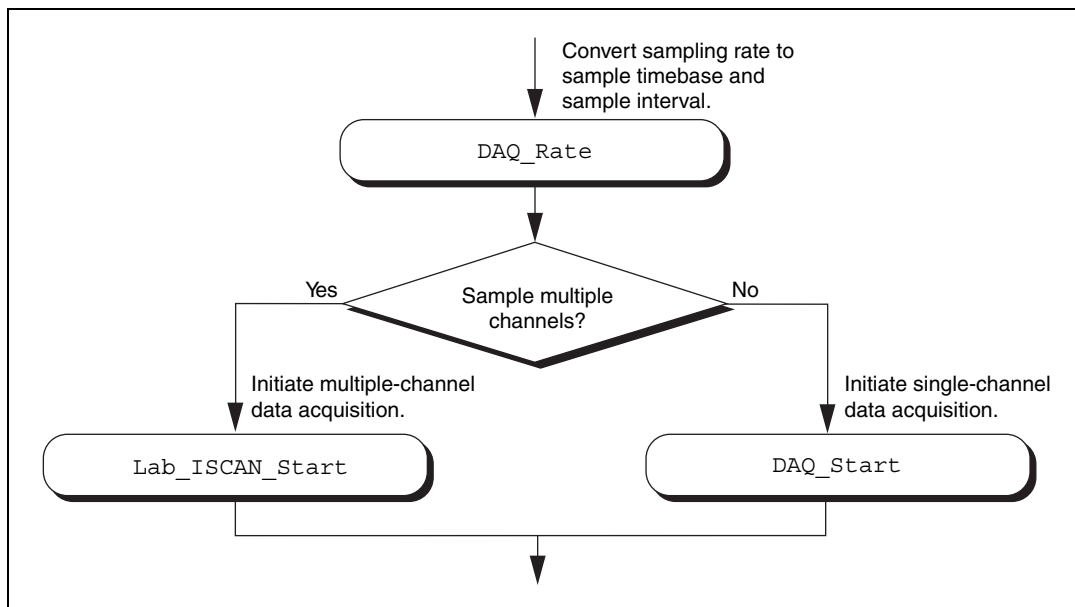 Convert sampling rate to
sample timebase and
sample interval.
DAQ_Rate
Yes
Sample multiple
channels?
No
Initiate multiple-channel
data acquisition.
Initiate single-channel
data acquisition.
Lab_ISCAN_Start
DAQ_Start